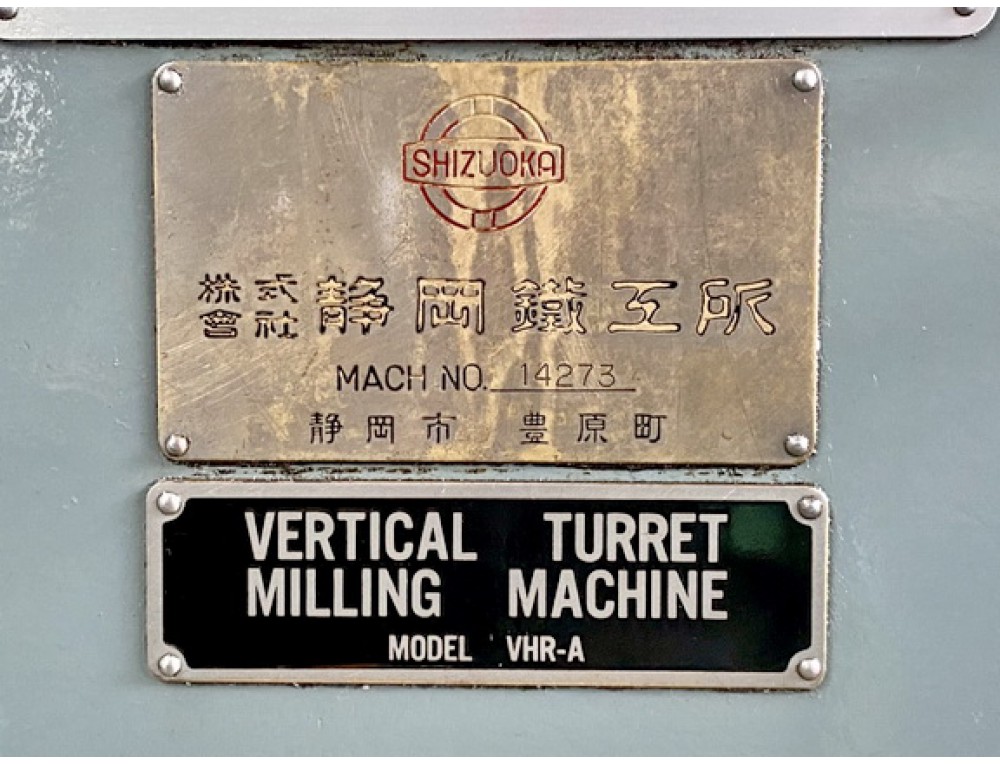 SHIZUOKA
株式會社 静岡鐵工所
MACH NO. 14273
静岡市 豊原町
VERTICAL TURRET
MILLING MACHINE
MODEL VHR-A